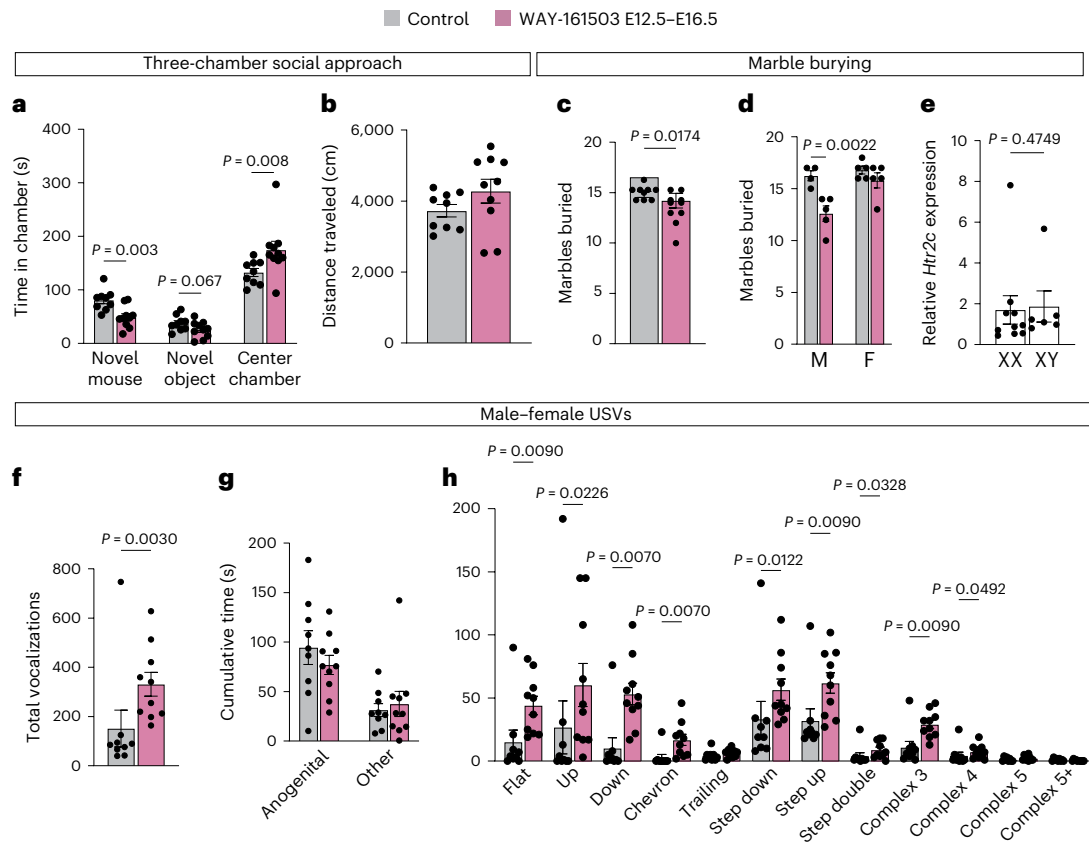 Control WAY-161503 E12.5–E16.5
Three-chamber social approach Marble burying
a b c d e
Time in chamber (s)
400
300
200
100
0
P = 0.003
P = 0.067
P = 0.008
Novel mouse
Novel object
Center chamber
Distance traveled (cm)
6,000
4,000
2,000
0
Marbles buried
20
15
10
5
0
P = 0.0174
Marbles buried
20
15
10
5
0
P = 0.0022
M F
Relative Htr2c expression
10
8
6
4
2
0
P = 0.4749
XX XY
Male–female USVs
f g h
Total vocalizations
800
600
400
200
0
P = 0.0030
Cumulative time (s)
200
150
100
50
0
Anogenital
Other
200
150
100
50
0
P = 0.0090
P = 0.0226
P = 0.0070
P = 0.0070
P = 0.0122
P = 0.0090
P = 0.0328
P = 0.0090
P = 0.0492
Flat
Up
Down
Chevron
Trailing
Step down
Step up
Step double
Complex 3
Complex 4
Complex 5
Complex 5+